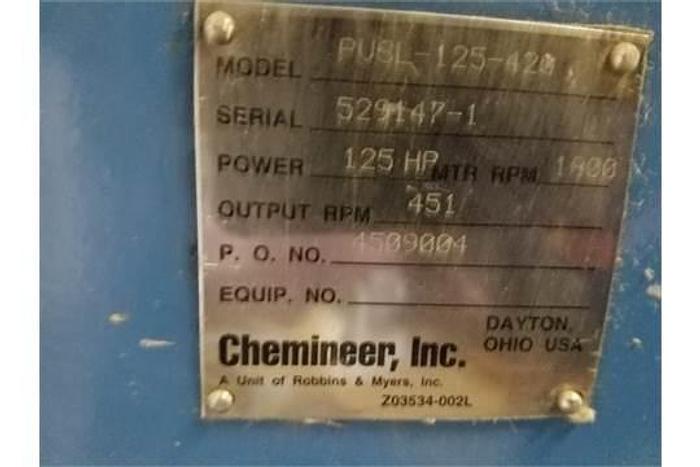 MODEL PUSL-125-420
SERIAL 529147-1
POWER 125 HP MTR RPM 1800
OUTPUT RPM 451
P. O. NO. 4509004
EQUIP. NO.
DAYTON,
OHIO USA
Chemineer, Inc.
A Unit of Robbins & Myers, Inc.
Z03534-002L